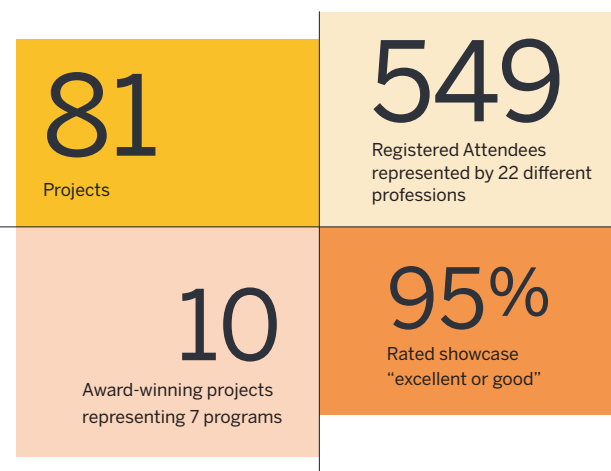 81
Projects
549
Registered Attendees
represented by 22 different
professions
10
Award-winning projects
representing 7 programs
95%
Rated showcase
“excellent or good”